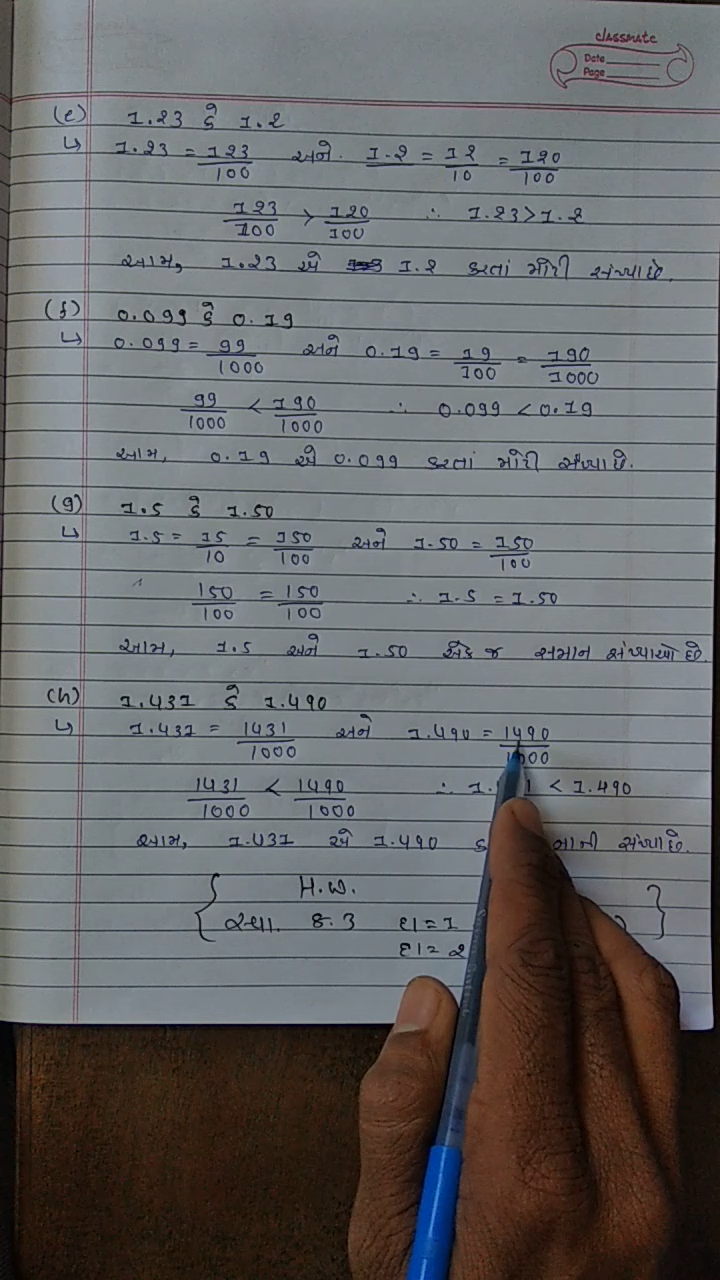 classmate
Date
Page
(e) 1.23 કે 1.2
↳ 1.23 = 123/100 અને 1.2 = 12/10 = 120/100
123/100 > 120/100 ∴ 1.23 > 1.2
આમ, 1.23 એ 1.2 કરતાં મોટી સંખ્યા છે.
(f) 0.099 કે 0.19
↳ 0.099 = 99/1000 અને 0.19 = 19/100 = 190/1000
99/1000 < 190/1000 ∴ 0.099 < 0.19
આમ, 0.19 એ 0.099 કરતાં મોટી સંખ્યા છે.
(g) 1.5 કે 1.50
↳ 1.5 = 15/10 = 150/100 અને 1.50 = 150/100
150/100 = 150/100 ∴ 1.5 = 1.50
આમ, 1.5 અને 1.50 એક જ સમાન સંખ્યાઓ છે.
(h) 1.431 કે 1.490
↳ 1.431 = 1431/1000 અને 1.490 = 1490/1000
1431/1000 < 1490/1000 ∴ 1. 1 < 1.490
આમ, 1.431 એ 1.490 ક નાની સંખ્યા છે.
{ H.W. }
સ્વા. 8.3 દા = 1
દા = 2